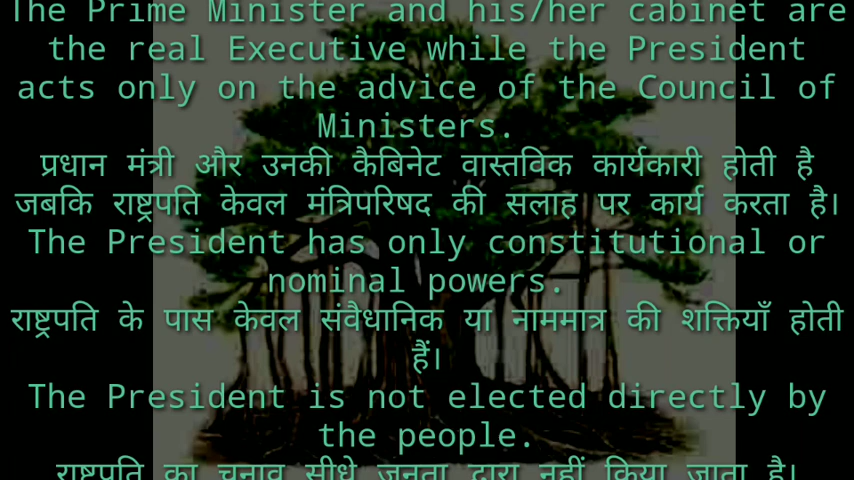 The Prime Minister and his/her cabinet are
the real Executive while the President
acts only on the advice of the Council of
Ministers.
प्रधान मंत्री और उनकी कैबिनेट वास्तविक कार्यकारी होती है
जबकि राष्ट्रपति केवल मंत्रिपरिषद की सलाह पर कार्य करता है।
The President has only constitutional or
nominal powers.
राष्ट्रपति के पास केवल संवैधानिक या नाममात्र की शक्तियाँ होती
हैं।
The President is not elected directly by
the people.
राष्ट्रपति का चुनाव सीधे जनता द्वारा नहीं किया जाता है।